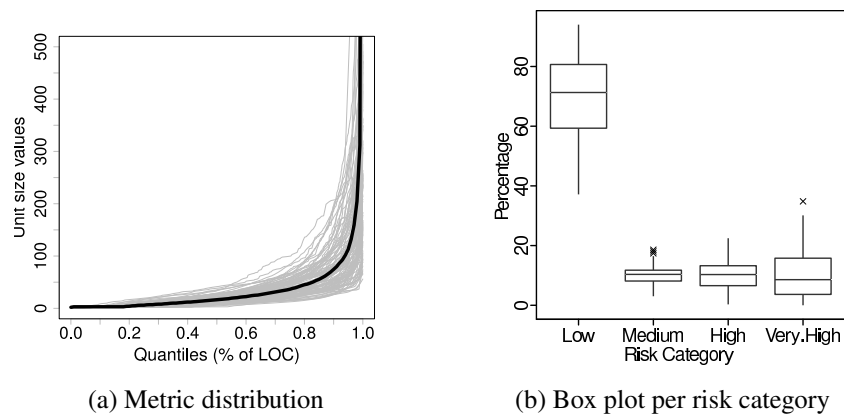 500
400
300
200
100
0
Unit size values
0.0 0.2 0.4 0.6 0.8 1.0
Quantiles (% of LOC)
(a) Metric distribution
80
60
40
20
0
Percentage
Low Medium High Very.High
Risk Category
(b) Box plot per risk category